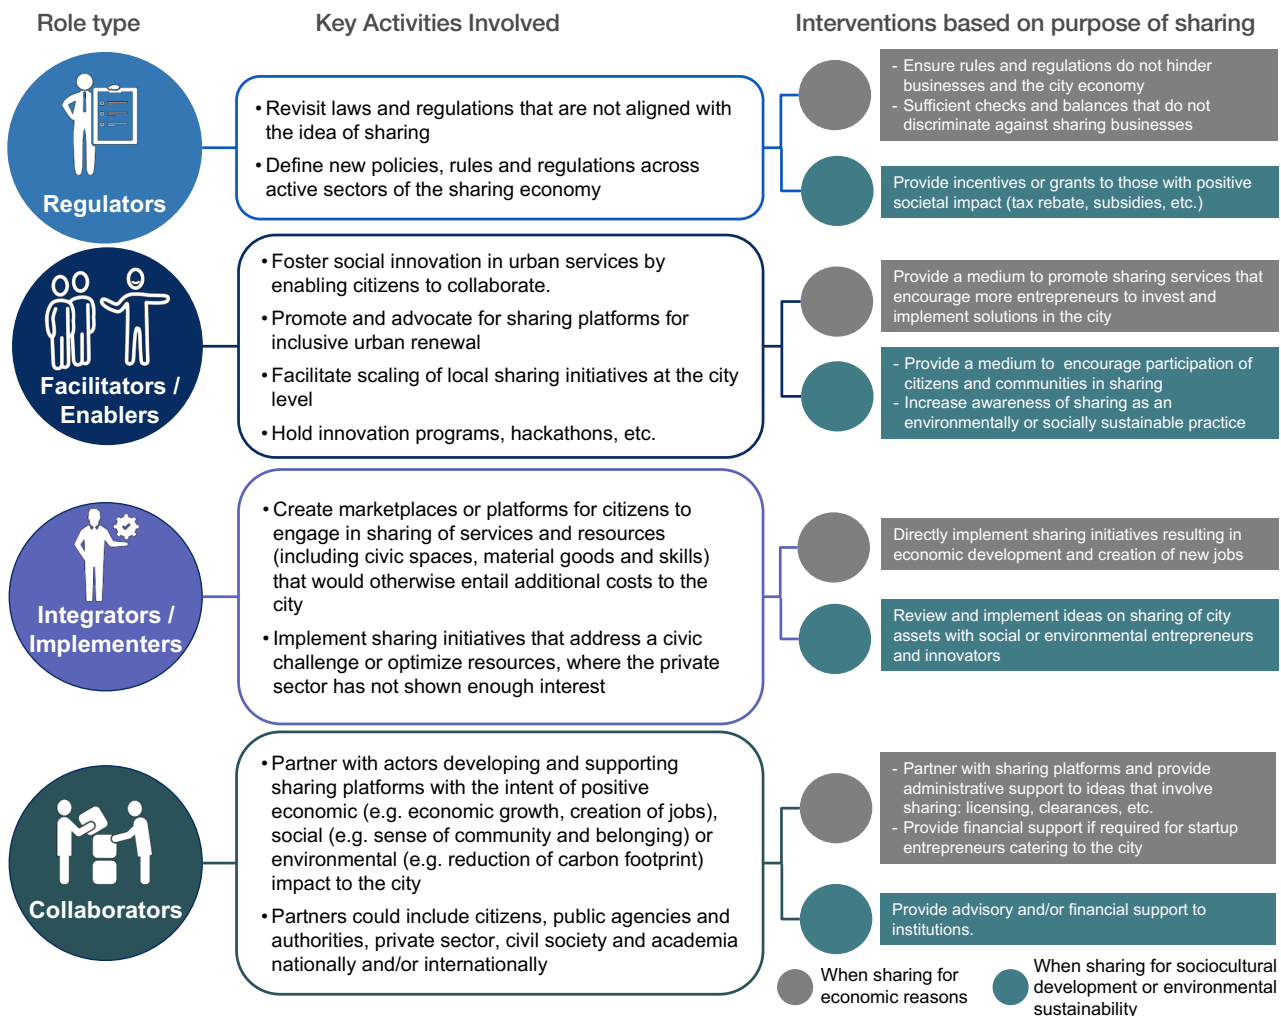 Role type
Key Activities Involved
Interventions based on purpose of sharing
Regulators
• Revisit laws and regulations that are not aligned with
the idea of sharing
• Define new policies, rules and regulations across
active sectors of the sharing economy
- Ensure rules and regulations do not hinder
businesses and the city economy
- Sufficient checks and balances that do not
discriminate against sharing businesses
Provide incentives or grants to those with positive
societal impact (tax rebate, subsidies, etc.)
Facilitators /
Enablers
• Foster social innovation in urban services by
enabling citizens to collaborate.
• Promote and advocate for sharing platforms for
inclusive urban renewal
• Facilitate scaling of local sharing initiatives at the city
level
• Hold innovation programs, hackathons, etc.
Provide a medium to promote sharing services that
encourage more entrepreneurs to invest and
implement solutions in the city
- Provide a medium to encourage participation of
citizens and communities in sharing
- Increase awareness of sharing as an
environmentally or socially sustainable practice
Integrators /
Implementers
• Create marketplaces or platforms for citizens to
engage in sharing of services and resources
(including civic spaces, material goods and skills)
that would otherwise entail additional costs to the
city
• Implement sharing initiatives that address a civic
challenge or optimize resources, where the private
sector has not shown enough interest
Directly implement sharing initiatives resulting in
economic development and creation of new jobs
Review and implement ideas on sharing of city
assets with social or environmental entrepreneurs
and innovators
Collaborators
• Partner with actors developing and supporting
sharing platforms with the intent of positive
economic (e.g. economic growth, creation of jobs),
social (e.g. sense of community and belonging) or
environmental (e.g. reduction of carbon footprint)
impact to the city
• Partners could include citizens, public agencies and
authorities, private sector, civil society and academia
nationally and/or internationally
- Partner with sharing platforms and provide
administrative support to ideas that involve
sharing: licensing, clearances, etc.
- Provide financial support if required for startup
entrepreneurs catering to the city
Provide advisory and/or financial support to
institutions.
When sharing for
economic reasons
When sharing for sociocultural
development or environmental
sustainability